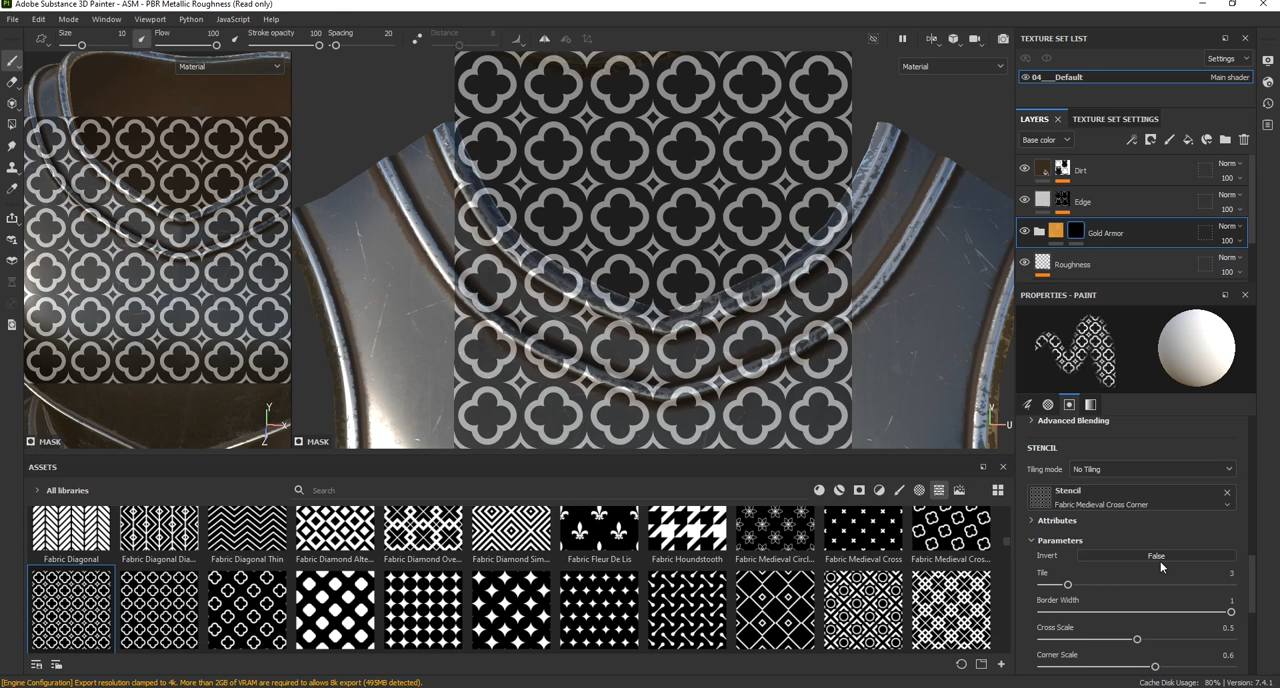 Adobe Substance 3D Painter - ASM - PBR Metallic Roughness (Read only)
File Edit Mode Window Viewport Python JavaScript Help
Size 10 Flow 100 Stroke opacity 100 Spacing 20 Distance 8
Material
Material
MASK
MASK
Y
X
Z
V
U
TEXTURE SET LIST
Settings
04___Default Main shader
LAYERS TEXTURE SET SETTINGS
Base color
Dirt Norm 100
Edge Norm 100
Gold Armor Norm 100
Roughness Norm 100
PROPERTIES - PAINT
Advanced Blending
STENCIL
Tiling mode No Tiling
Stencil
Fabric Medieval Cross Corner
Attributes
Parameters
Invert False
Tile 3
Border Width 1
Cross Scale 0.5
Corner Scale 0.6
ASSETS
All libraries Search
Fabric Diagonal Fabric Diagonal Dia... Fabric Diagonal Thin Fabric Diamond Alte... Fabric Diamond Ove... Fabric Diamond Sim... Fabric Fleur De Lis Fabric Houndstooth Fabric Medieval Circl... Fabric Medieval Cross Fabric Medieval Cros...
[Engine Configuration] Export resolution clamped to 4k. More than 2GB of VRAM are required to allows 8k export (495MB detected).
Cache Disk Usage: 80% | Version: 7.4.1